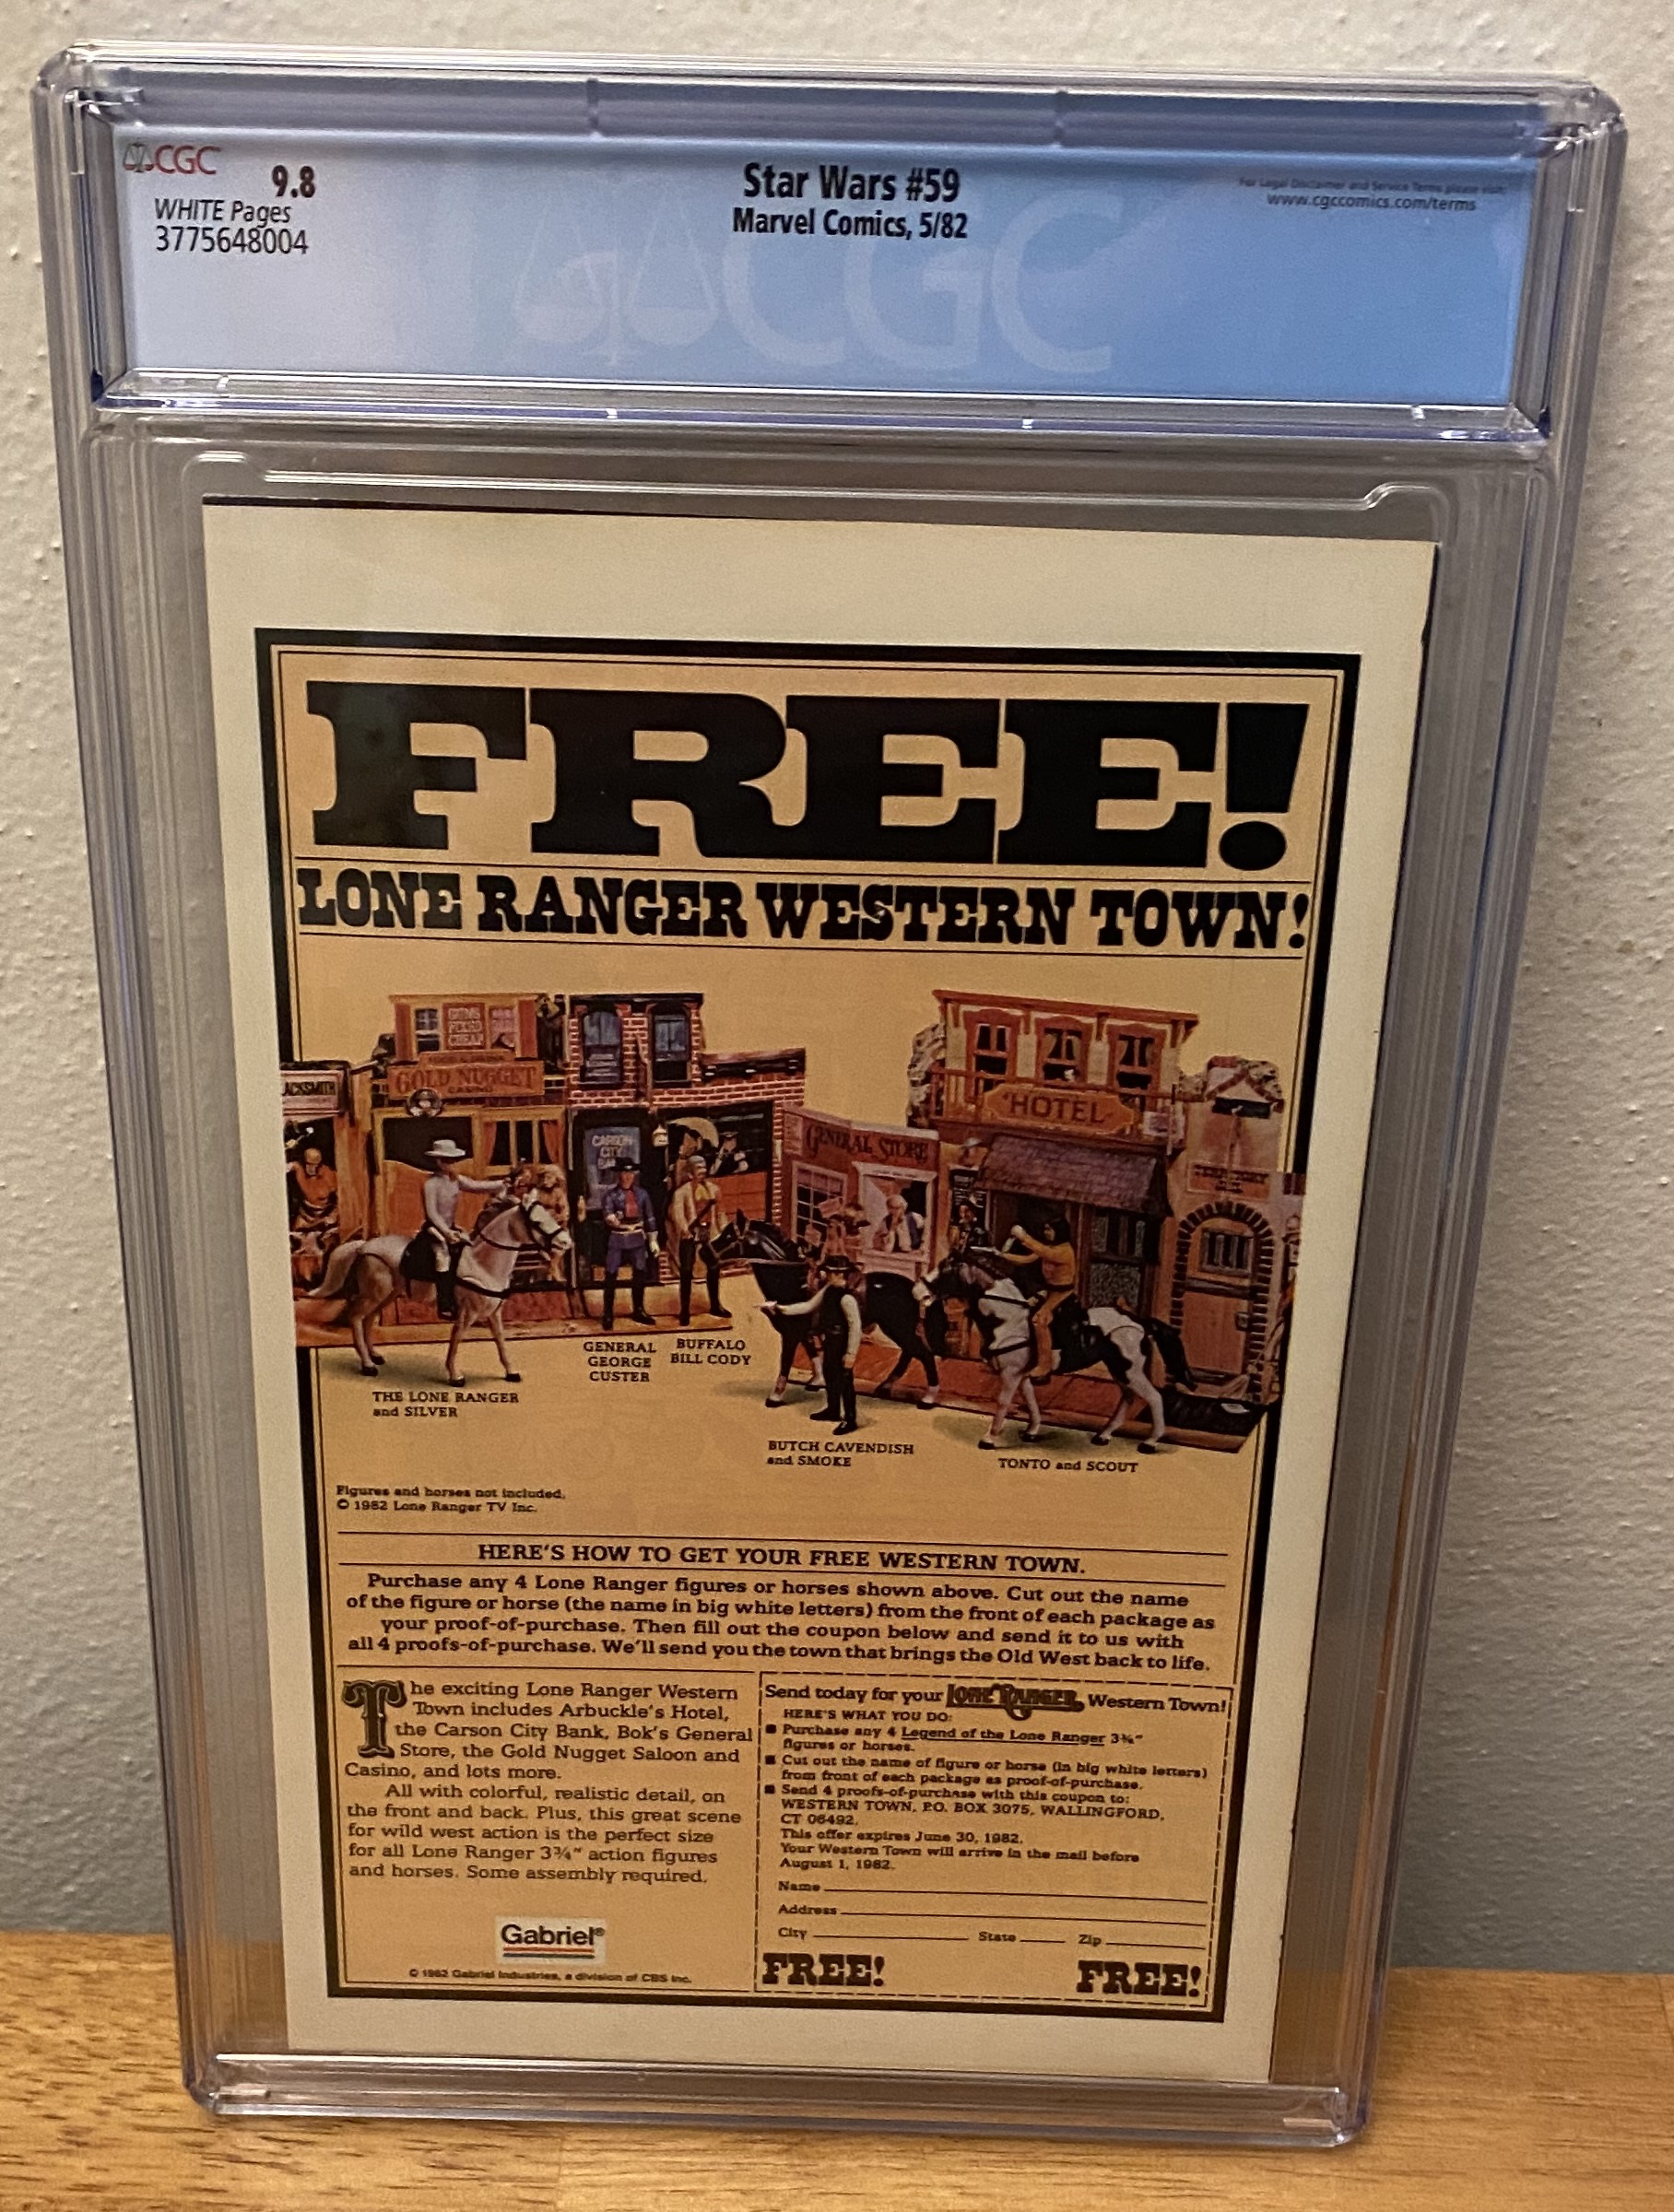 CGC
9.8
WHITE Pages
3775648004
Star Wars #59
Marvel Comics, 5/82
For Legal Disclaimer and Service Terms please visit:
www.cgccomics.com/terms
CGC
FREE!
LONE RANGER WESTERN TOWN!
GUNS
FIXED
CHEAP
GOLD NUGGET
CASINO
ACKSMITH
CARSON
CITY
GENERAL STORE
HOTEL
GENERAL
GEORGE
CUSTER
BUFFALO
BILL CODY
THE LONE RANGER
and SILVER
BUTCH CAVENDISH
and SMOKE
TONTO and SCOUT
Figures and horses not included.
© 1982 Lone Ranger TV Inc.
HERE'S HOW TO GET YOUR FREE WESTERN TOWN.
Purchase any 4 Lone Ranger figures or horses shown above. Cut out the name
of the figure or horse (the name in big white letters) from the front of each package as
your proof-of-purchase. Then fill out the coupon below and send it to us with
all 4 proofs-of-purchase. We'll send you the town that brings the Old West back to life.
The exciting Lone Ranger Western
Town includes Arbuckle's Hotel,
the Carson City Bank, Bok's General
Store, the Gold Nugget Saloon and
Casino, and lots more.
All with colorful, realistic detail, on
the front and back. Plus, this great scene
for wild west action is the perfect size
for all Lone Ranger 3¾" action figures
and horses. Some assembly required.
Gabriel®
© 1982 Gabriel Industries, a division of CBS Inc.
Send today for your LONE RANGER Western Town!
HERE'S WHAT YOU DO:
■ Purchase any 4 Legend of the Lone Ranger 3¾"
figures or horses.
■ Cut out the name of figure or horse (in big white letters)
from front of each package as proof-of-purchase.
■ Send 4 proofs-of-purchase with this coupon to:
WESTERN TOWN, P.O. BOX 3075, WALLINGFORD,
CT 06492.
This offer expires June 30, 1982.
Your Western Town will arrive in the mail before
August 1, 1982.
Name
Address
City State Zip
FREE! FREE!